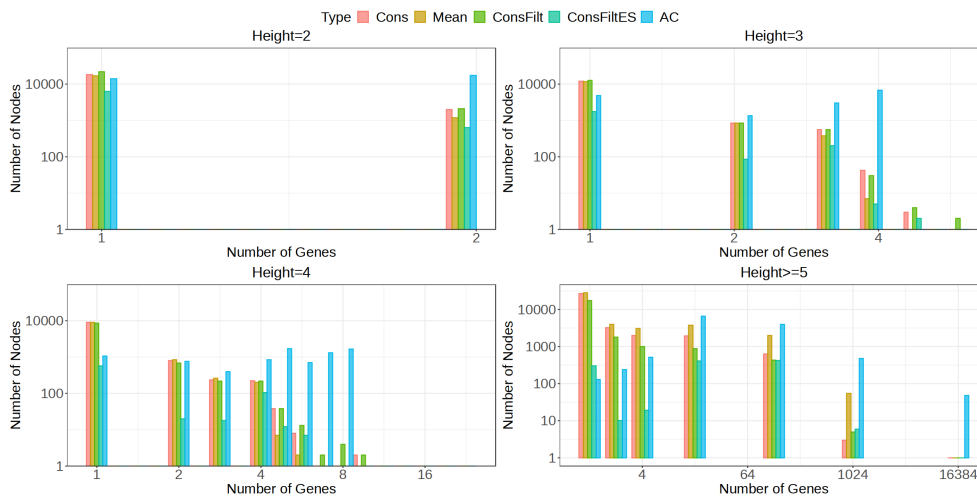 Type Cons Mean ConsFilt ConsFiltES AC
Height=2
Height=3
Number of Nodes
10000
100
1
1
2
Number of Genes
Number of Nodes
10000
100
1
1
2
4
Number of Genes
Height=4
Height>=5
Number of Nodes
10000
100
1
1
2
4
8
16
Number of Genes
Number of Nodes
10000
1000
100
10
1
4
64
1024
16384
Number of Genes